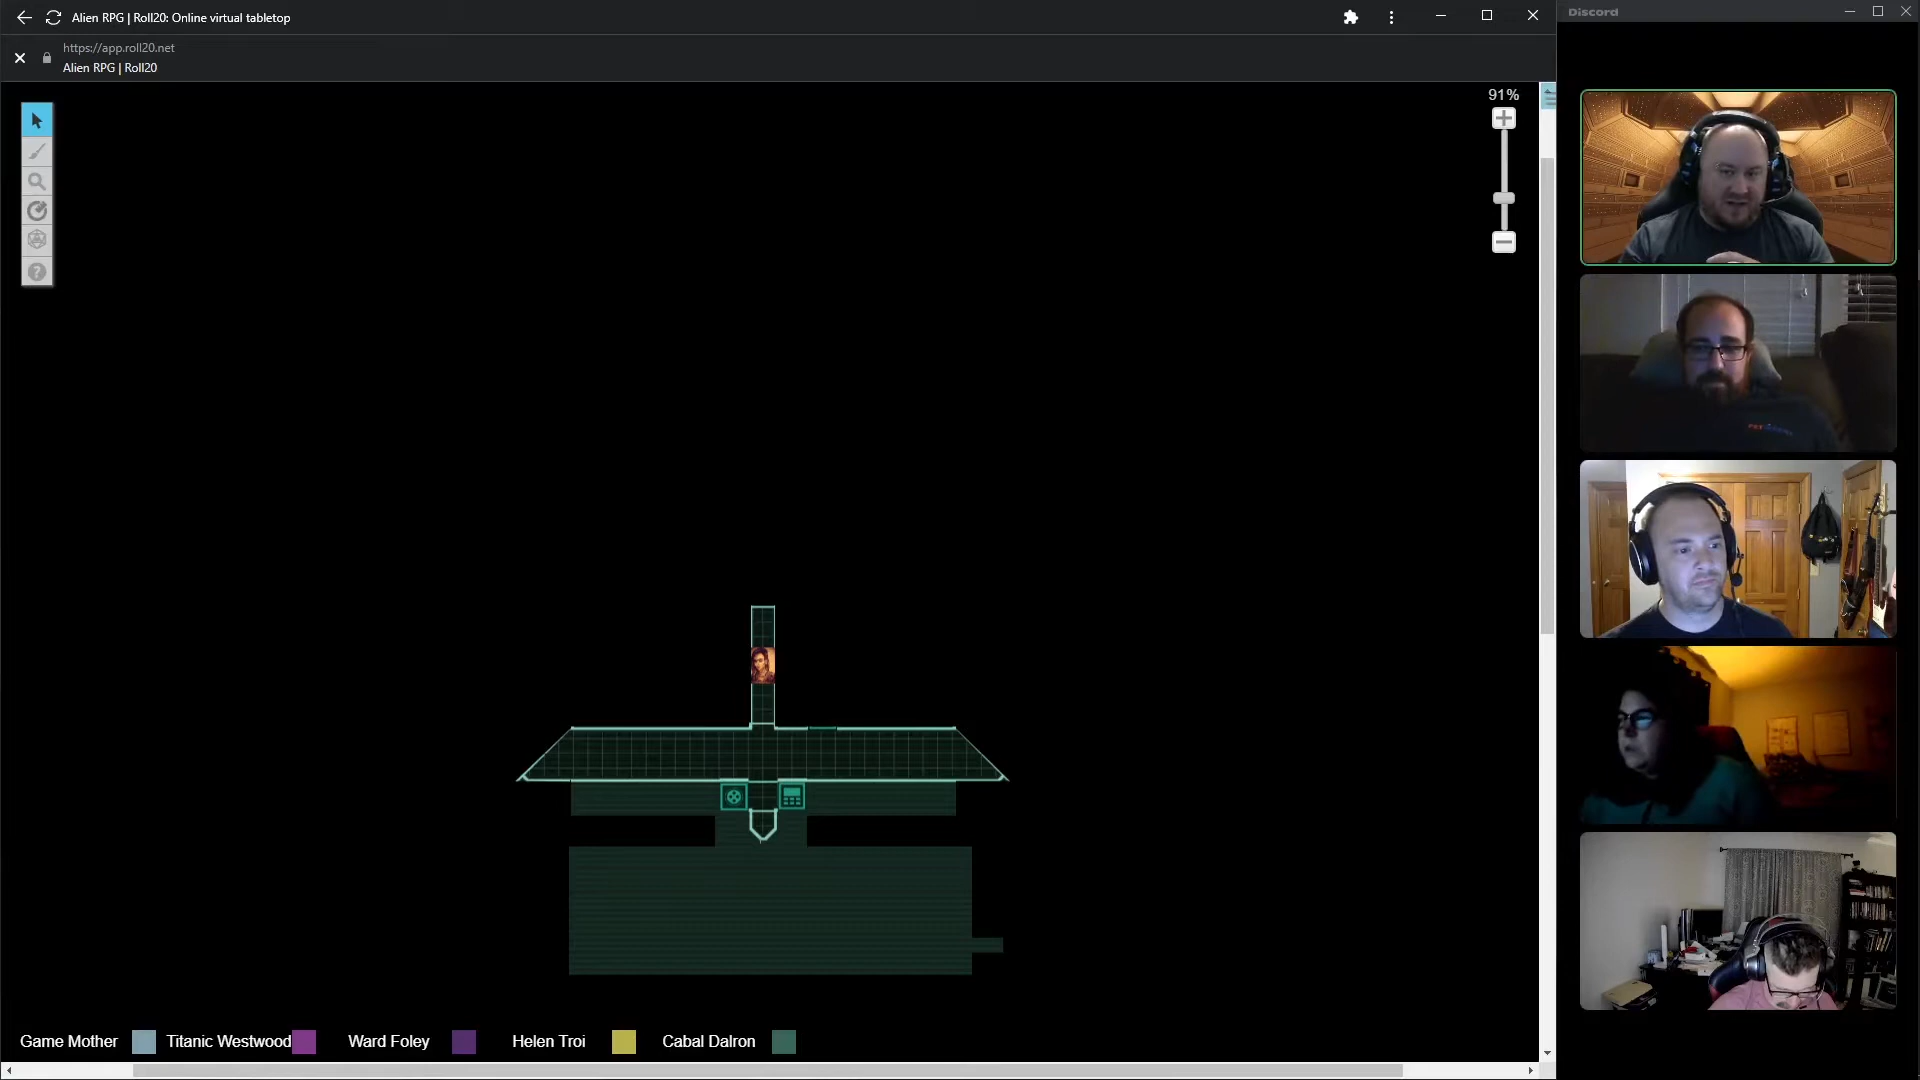 Alien RPG | Roll20: Online virtual tabletop
Discord
https://app.roll20.net
Alien RPG | Roll20
91%
Game Mother
Titanic Westwood
Ward Foley
Helen Troi
Cabal Dalron